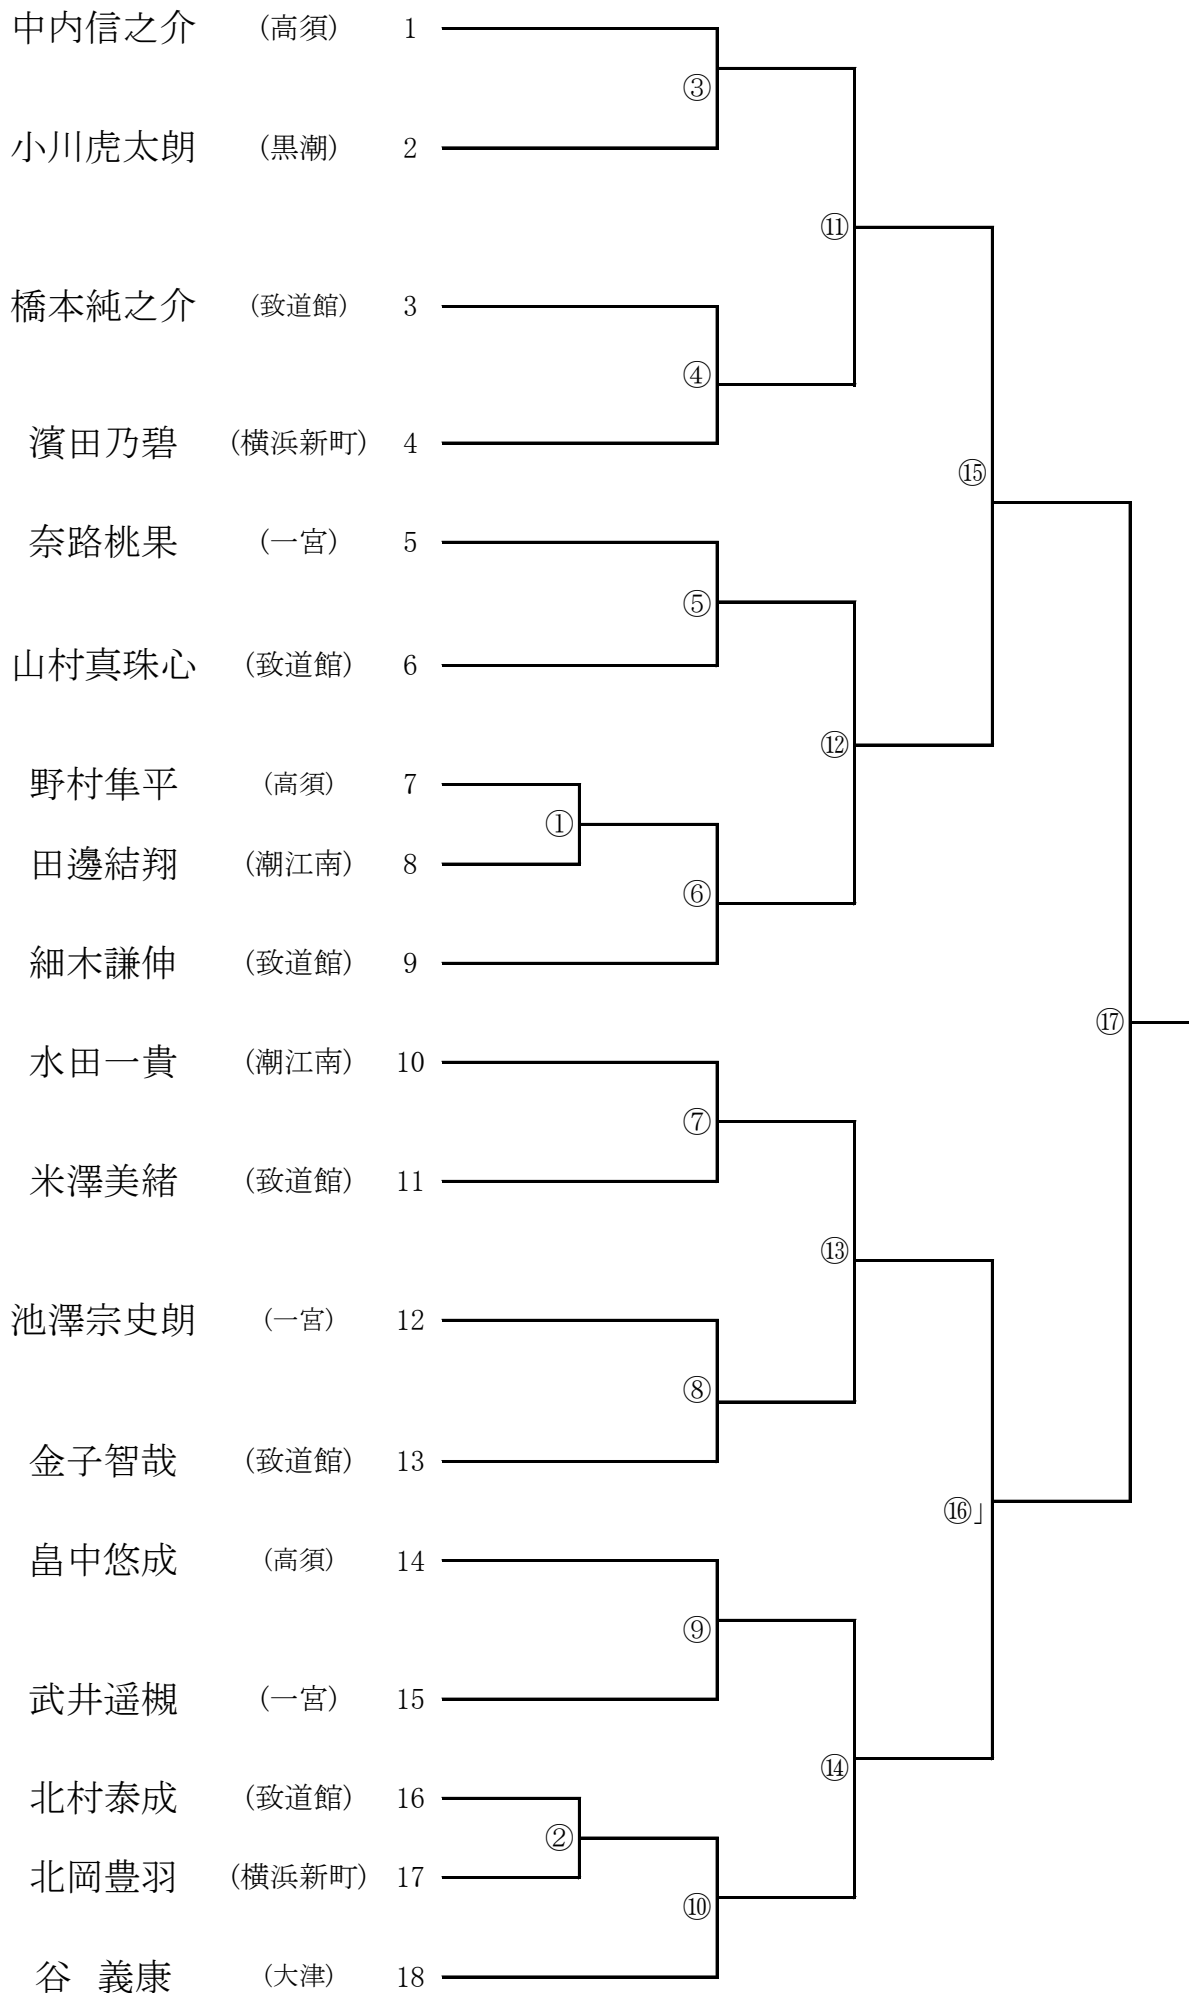 中内信之介 (高須) 1
③
小川虎太朗 (黒潮) 2
⑪
橋本純之介 (致道館) 3
④
濱田乃碧 (横浜新町) 4
⑮
奈路桃果 (一宮) 5
⑤
山村真珠心 (致道館) 6
⑫
野村隼平 (高須) 7
①
田邊結翔 (潮江南) 8
⑥
細木謙伸 (致道館) 9
⑰
水田一貴 (潮江南) 10
⑦
米澤美緒 (致道館) 11
⑬
池澤宗史朗 (一宮) 12
⑧
金子智哉 (致道館) 13
⑯」
畠中悠成 (高須) 14
⑨
武井遥槻 (一宮) 15
⑭
北村泰成 (致道館) 16
②
北岡豊羽 (横浜新町) 17
⑩
谷 義康 (大津) 18